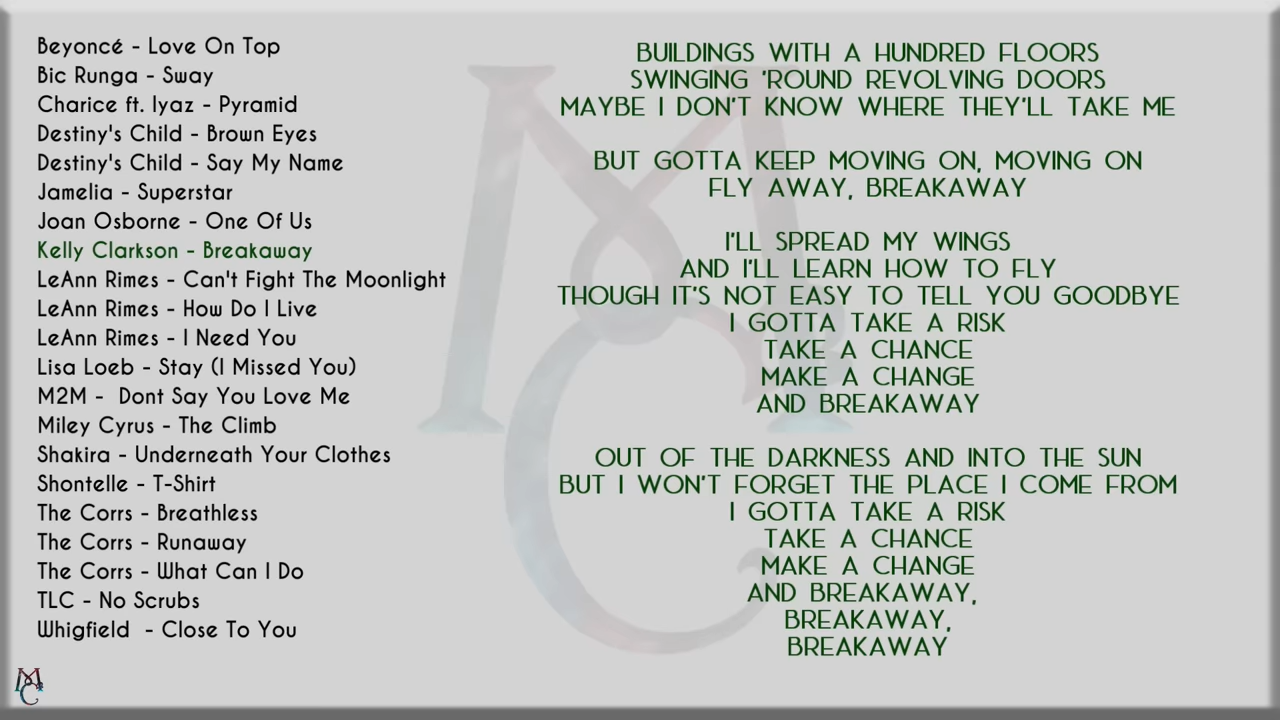 Beyoncé - Love On Top
Bic Runga - Sway
Charice ft. Iyaz - Pyramid
Destiny's Child - Brown Eyes
Destiny's Child - Say My Name
Jamelia - Superstar
Joan Osborne - One Of Us
Kelly Clarkson - Breakaway
LeAnn Rimes - Can't Fight The Moonlight
LeAnn Rimes - How Do I Live
LeAnn Rimes - I Need You
Lisa Loeb - Stay (I Missed You)
M2M -  Dont Say You Love Me
Miley Cyrus - The Climb
Shakira - Underneath Your Clothes
Shontelle - T-Shirt
The Corrs - Breathless
The Corrs - Runaway
The Corrs - What Can I Do
TLC - No Scrubs
Whigfield  - Close To You
BUILDINGS WITH A HUNDRED FLOORS
SWINGING 'ROUND REVOLVING DOORS
MAYBE I DON'T KNOW WHERE THEY'LL TAKE ME
BUT GOTTA KEEP MOVING ON, MOVING ON
FLY AWAY, BREAKAWAY
I'LL SPREAD MY WINGS
AND I'LL LEARN HOW TO FLY
THOUGH IT'S NOT EASY TO TELL YOU GOODBYE
I GOTTA TAKE A RISK
TAKE A CHANCE
MAKE A CHANGE
AND BREAKAWAY
OUT OF THE DARKNESS AND INTO THE SUN
BUT I WON'T FORGET THE PLACE I COME FROM
I GOTTA TAKE A RISK
TAKE A CHANCE
MAKE A CHANGE
AND BREAKAWAY,
BREAKAWAY,
BREAKAWAY
MC
MC